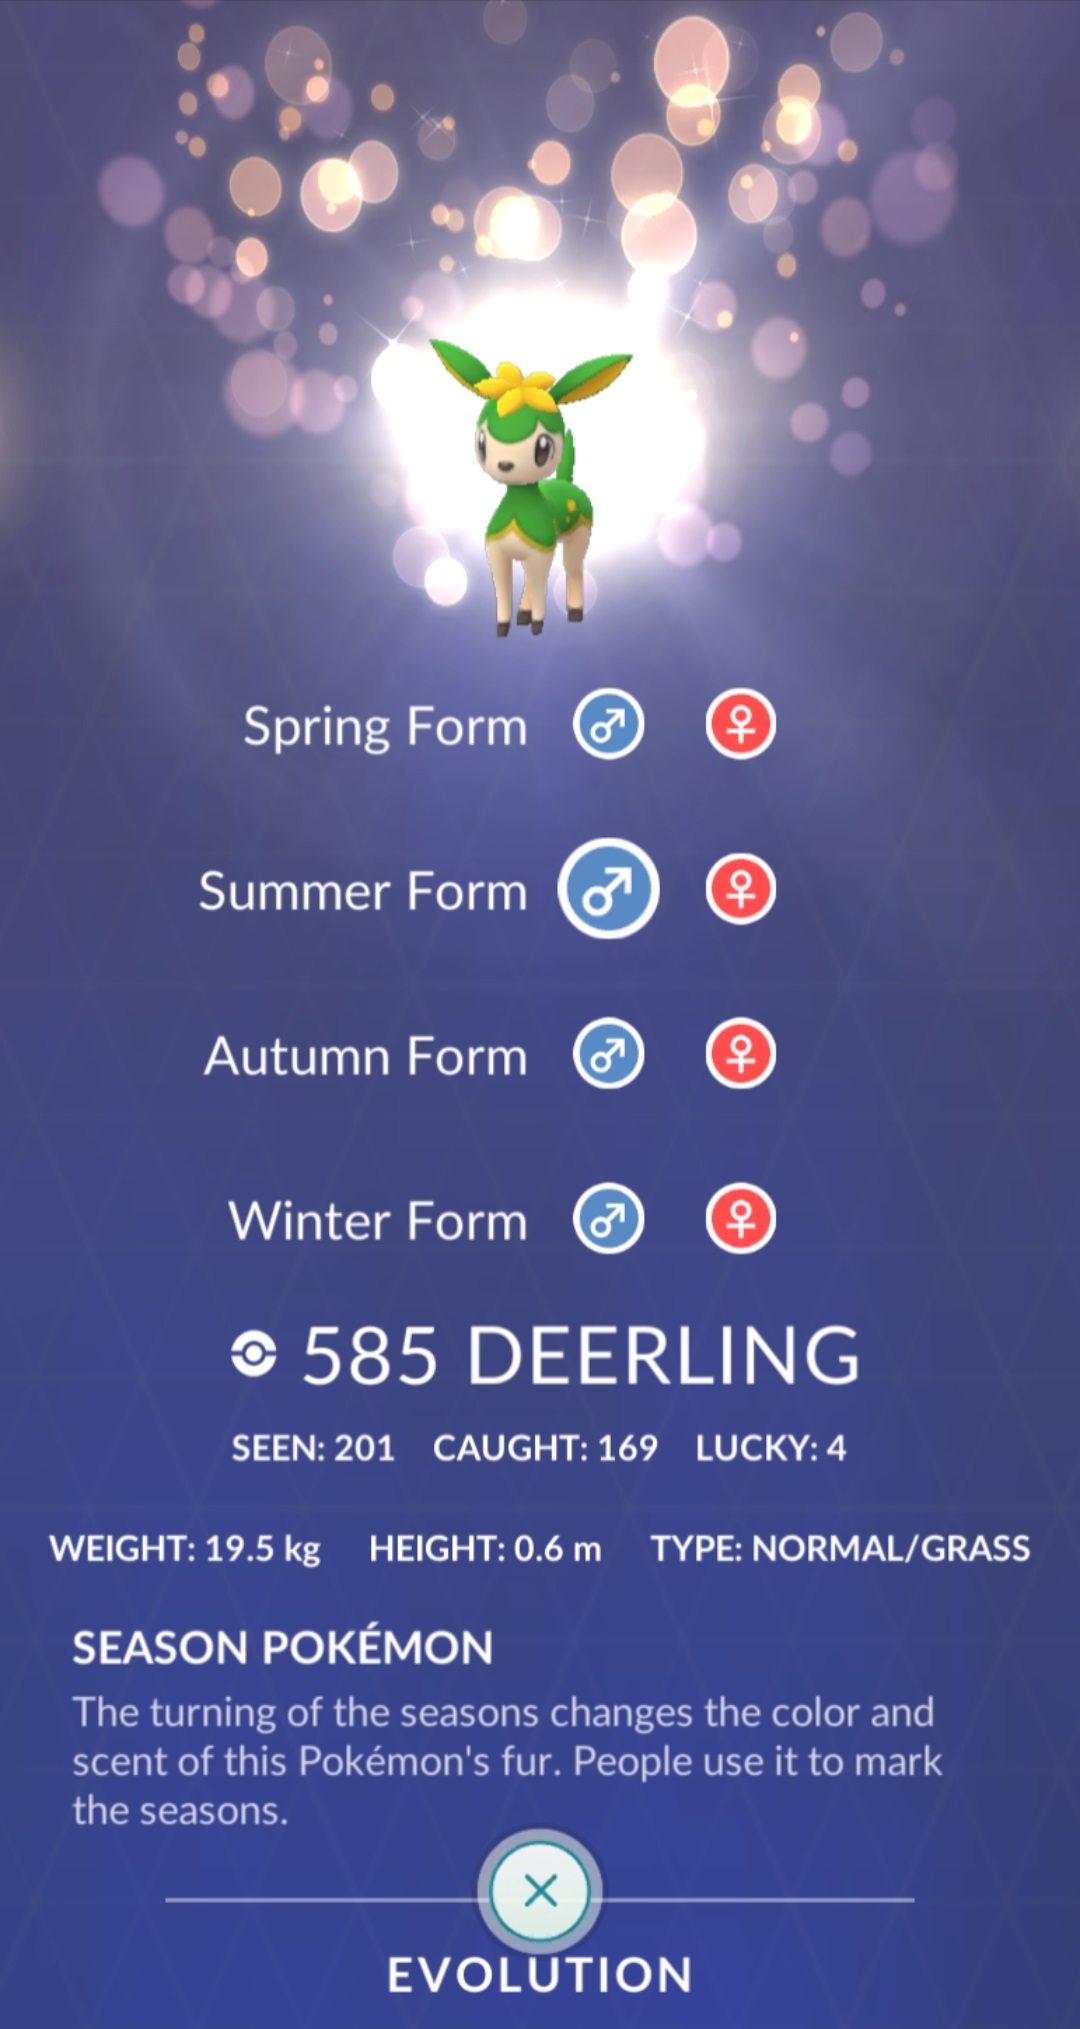 Spring Form ♂ ♀
Summer Form ♂ ♀
Autumn Form ♂ ♀
Winter Form ♂ ♀
585 DEERLING
SEEN: 201 CAUGHT: 169 LUCKY: 4
WEIGHT: 19.5 kg HEIGHT: 0.6 m TYPE: NORMAL/GRASS
SEASON POKÉMON
The turning of the seasons changes the color and
scent of this Pokémon's fur. People use it to mark
the seasons.
EVOLUTION